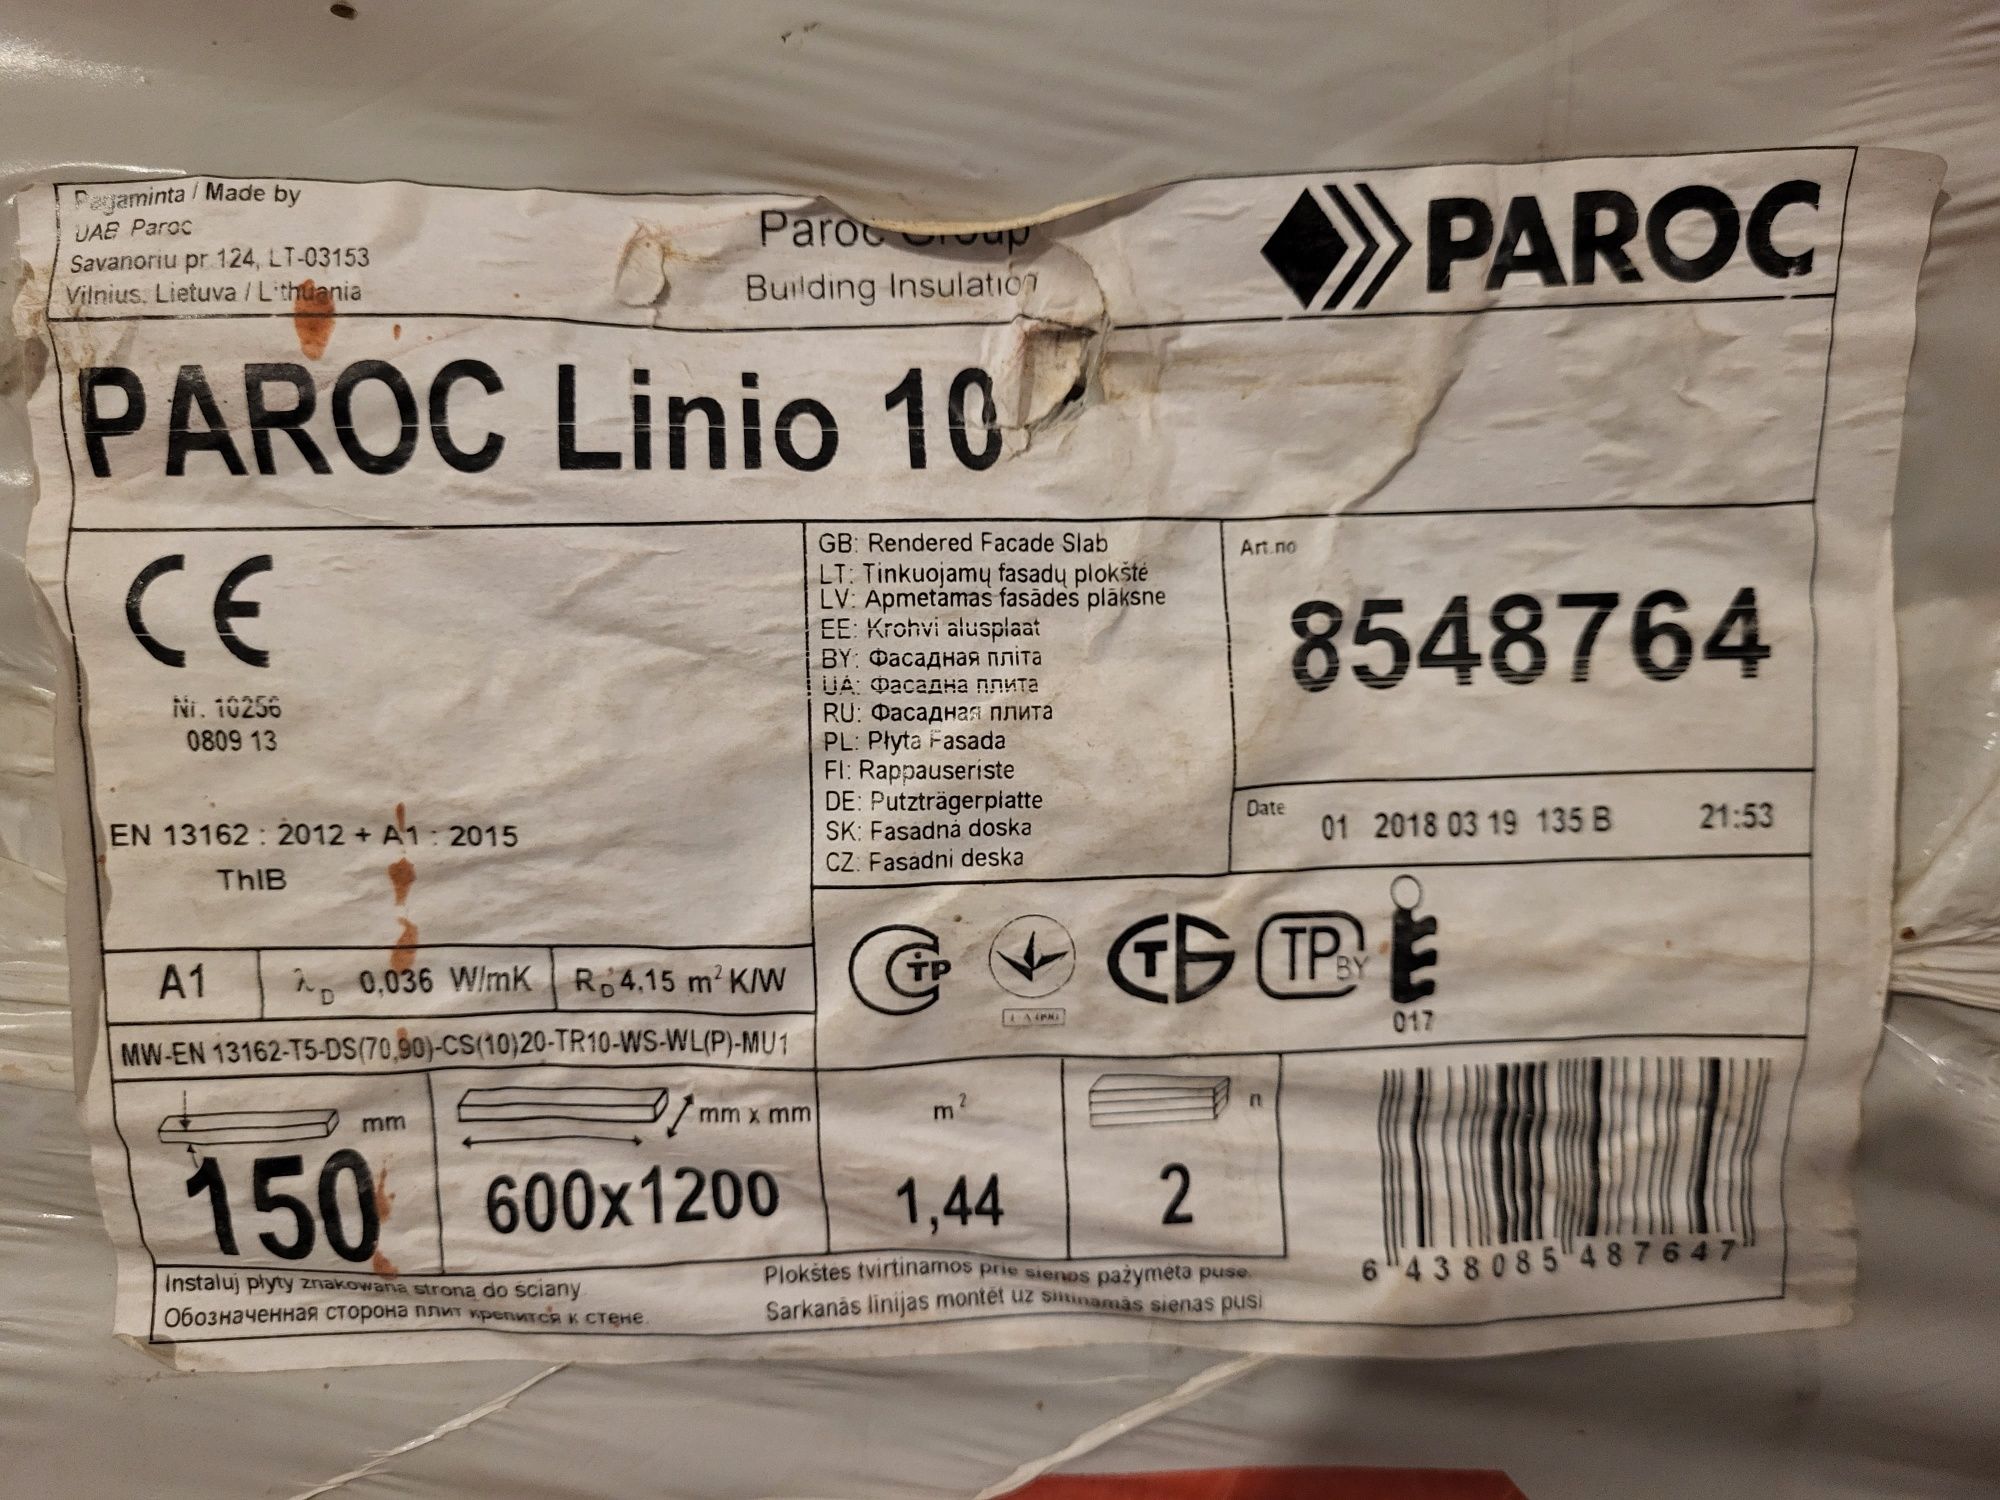 Pagaminta / Made by
UAB Paroc
Savanoriu pr 124, LT-03153
Vilnius, Lietuva / Lithuania
Paroc Group
Building Insulation
PAROC
PAROC Linio 10
CE
Nr. 10256
0809 13
EN 13162 : 2012 + A1 : 2015
ThIB
GB: Rendered Facade Slab
LT: Tinkuojamų fasadų plokštė
LV: Apmetamas fasādes plāksne
EE: Krohvi alusplaat
BY: Фасадная пліта
UA: Фасадна плита
RU: Фасадная плита
PL: Płyta Fasada
FI: Rappauseriste
DE: Putzträgerplatte
SK: Fasádna doska
CZ: Fasádní deska
Art.no
8548764
Date
01 2018 03 19 135 B 21:53
A1
λD 0,036 W/mK
RD 4,15 m² K/W
MW-EN 13162-T5-DS(70,90)-CS(10)20-TR10-WS-WL(P)-MU1
TP
TP BY
017
mm
150
mm x mm
600x1200
m²
1,44
n
2
6 438085 487647
Instaluj płyty znakowaną stroną do ściany
Обозначенная сторона плит крепится к стене.
Plokštės tvirtinamos prie sienos pažymėta puse.
Sarkanās līnijas montēt uz siltināmās sienas pusi